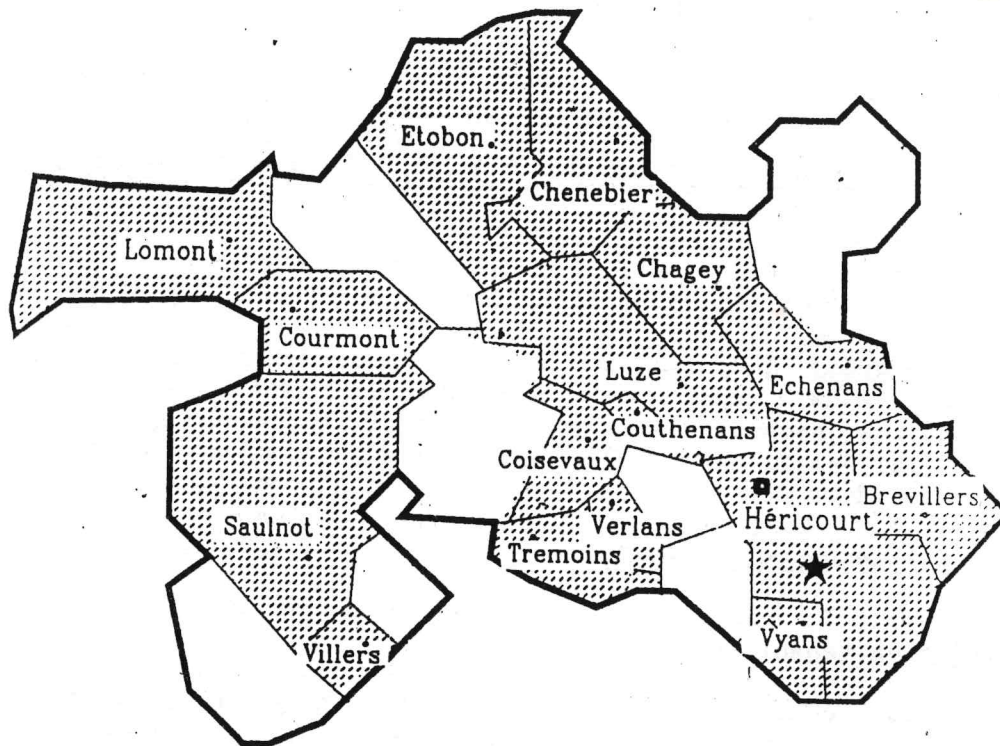 Etobon
Chenebier
Lomont
Chagey
Courmont
Luze
Echenans
Couthenans
Coisevaux
Brevillers
Saulnot
Verlans
Héricourt
Tremoins
Vyans
Villers